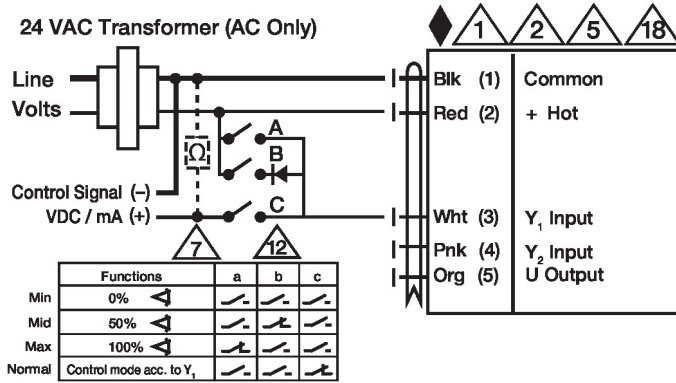 24 VAC Transformer (AC Only)
1 2 5 18
Line
Volts
Blk (1) Common
Red (2) + Hot
A
B
C
Ω
Control Signal (–)
VDC / mA (+)
Wht (3) Y₁ Input
Pnk (4) Y₂ Input
Org (5) U Output
7 12
Functions a b c
Min 0%
Mid 50%
Max 100%
Normal Control mode acc. to Y₁